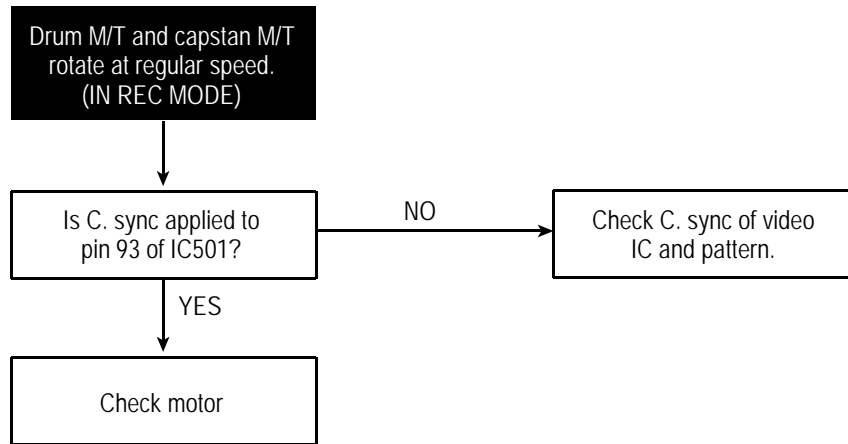 Drum M/T and capstan M/T
rotate at regular speed.
(IN REC MODE)
Is C. sync applied to
pin 93 of IC501?
NO
Check C. sync of video
IC and pattern.
YES
Check motor